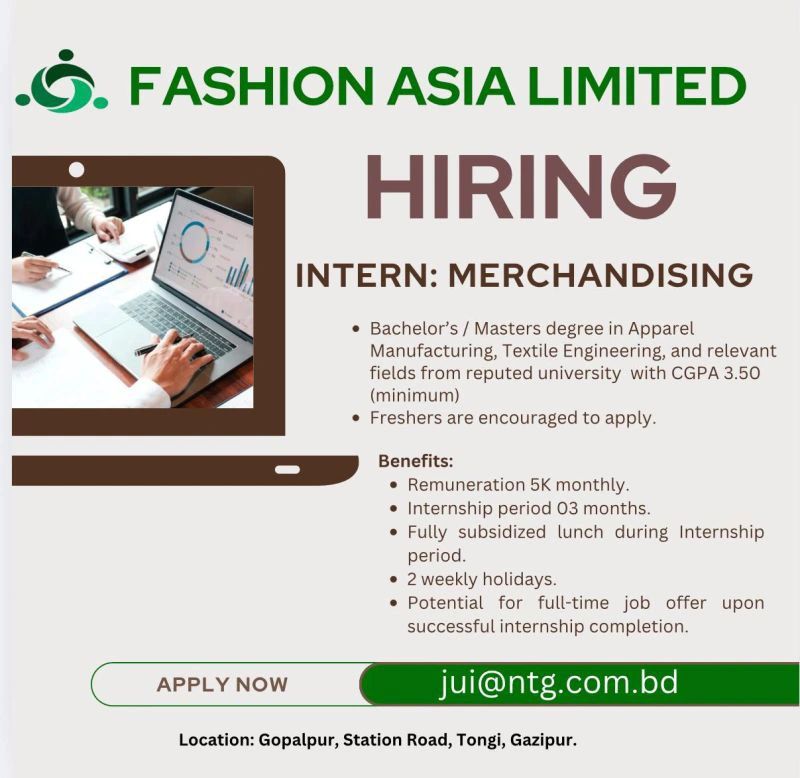 FASHION ASIA LIMITED
HIRING
INTERN: MERCHANDISING
• Bachelor's / Masters degree in Apparel
Manufacturing, Textile Engineering, and relevant
fields from reputed university with CGPA 3.50
(minimum)
• Freshers are encouraged to apply.
Benefits:
• Remuneration 5K monthly.
• Internship period 03 months.
• Fully subsidized lunch during Internship
period.
• 2 weekly holidays.
• Potential for full-time job offer upon
successful internship completion.
APPLY NOW
jui@ntg.com.bd
Location: Gopalpur, Station Road, Tongi, Gazipur.